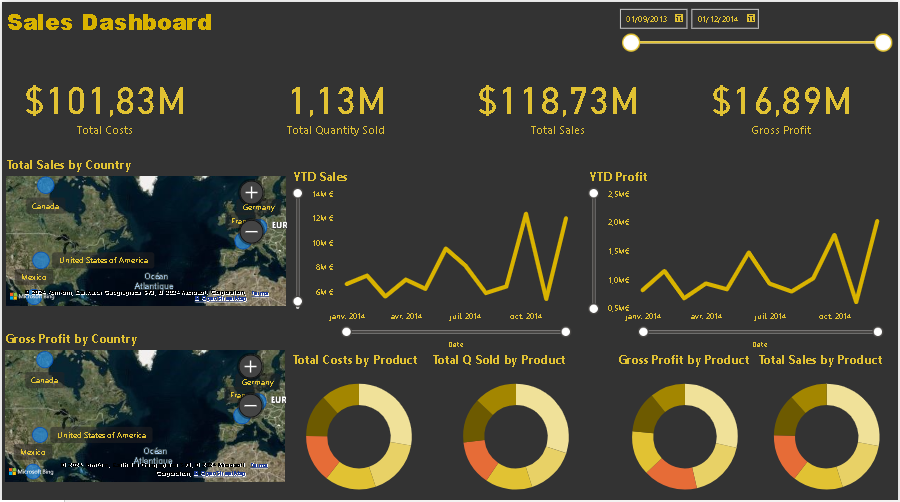 Sales Dashboard
01/09/2013
01/12/2014
$101,83M
1,13M
$118,73M
$16,89M
Total Costs
Total Quantity Sold
Total Sales
Gross Profit
Total Sales by Country
Canada
Germany
EUR
United States of America
Mexico
Océan
Atlantique
Microsoft Bing
YTD Sales
14M €
12M €
10M €
8M €
6M €
janv. 2014
avr. 2014
juil. 2014
oct. 2014
Date
YTD Profit
2,5M€
2,0M€
1,5M€
1,0M€
0,5M€
janv. 2014
avr. 2014
juil. 2014
oct. 2014
Date
Gross Profit by Country
Canada
Germany
EUR
United States of America
Mexico
Océan
Atlantique
Microsoft Bing
Total Costs by Product
Total Q Sold by Product
Gross Profit by Product
Total Sales by Product